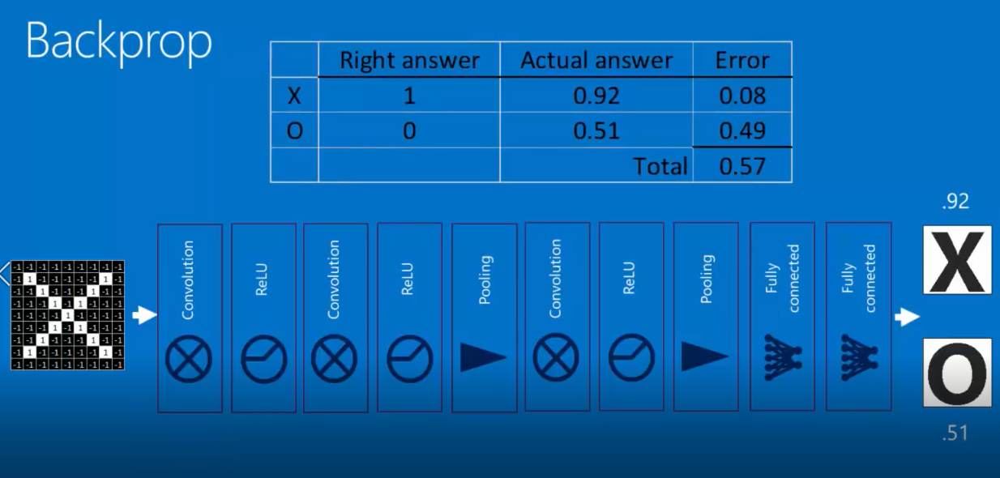 Backprop
Right answer Actual answer Error
X 1 0.92 0.08
O 0 0.51 0.49
Total 0.57
.92
X
O
.51
Convolution
ReLU
Convolution
ReLU
Pooling
Convolution
ReLU
Pooling
Fully
connected
Fully
connected
-1 -1 -1 -1 -1 -1 -1 -1 -1
-1 1 -1 -1 -1 -1 -1 1 -1
-1 -1 1 -1 -1 -1 1 -1 -1
-1 -1 -1 1 -1 1 -1 -1 -1
-1 -1 -1 -1 1 -1 -1 -1 -1
-1 -1 -1 1 -1 1 -1 -1 -1
-1 -1 1 -1 -1 -1 1 -1 -1
-1 1 -1 -1 -1 -1 -1 1 -1
-1 -1 -1 -1 -1 -1 -1 -1 -1